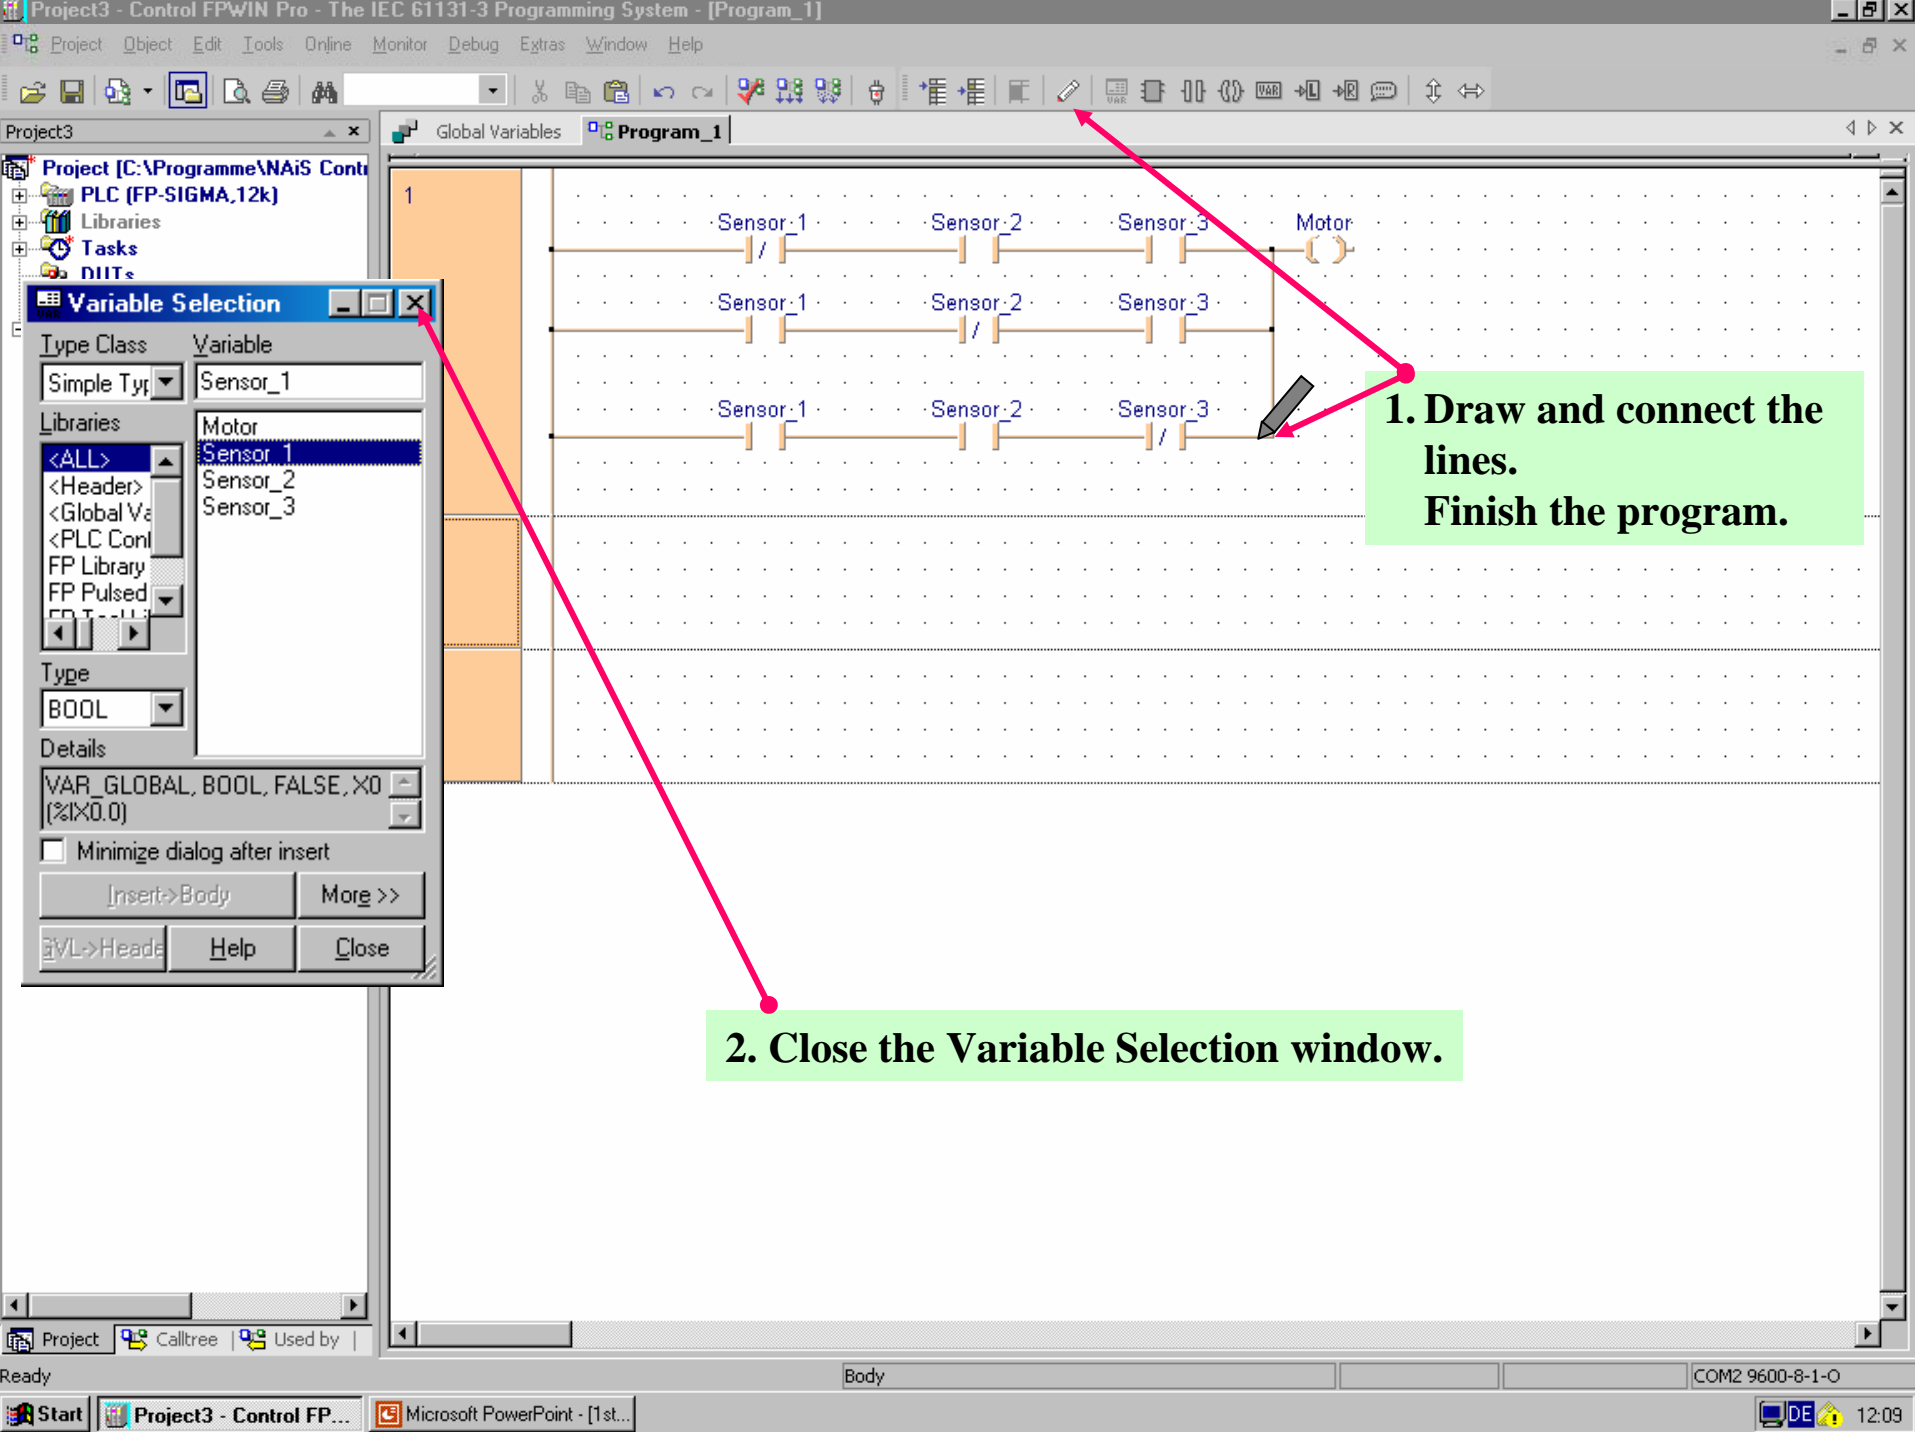 Project3 - Control FPWIN Pro - The IEC 61131-3 Programming System - [Program_1]
Project Object Edit Tools Online Monitor Debug Extras Window Help
VAR VAR L R
Project3
Global Variables Program_1
Project [C:\Programme\NAiS Contr
PLC (FP-SIGMA,12k)
Libraries
Tasks
DUTs
1
Sensor_1 Sensor_2 Sensor_3 Motor
Sensor_1 Sensor_2 Sensor_3
Sensor_1 Sensor_2 Sensor_3
Variable Selection
Type Class Variable
Simple Typ Sensor_1
Libraries
<ALL>
<Header>
<Global Va
<PLC Conf
FP Library
FP Pulsed
Motor
Sensor_1
Sensor_2
Sensor_3
Type
BOOL
Details
VAR_GLOBAL, BOOL, FALSE, X0
(%IX0.0)
Minimize dialog after insert
Insert->Body More >>
GVL->Heade Help Close
1. Draw and connect the
lines.
Finish the program.
2. Close the Variable Selection window.
Project Calltree Used by
Ready Body COM2 9600-8-1-O
Start Project3 - Control FP... Microsoft PowerPoint - [1st... DE 12:09